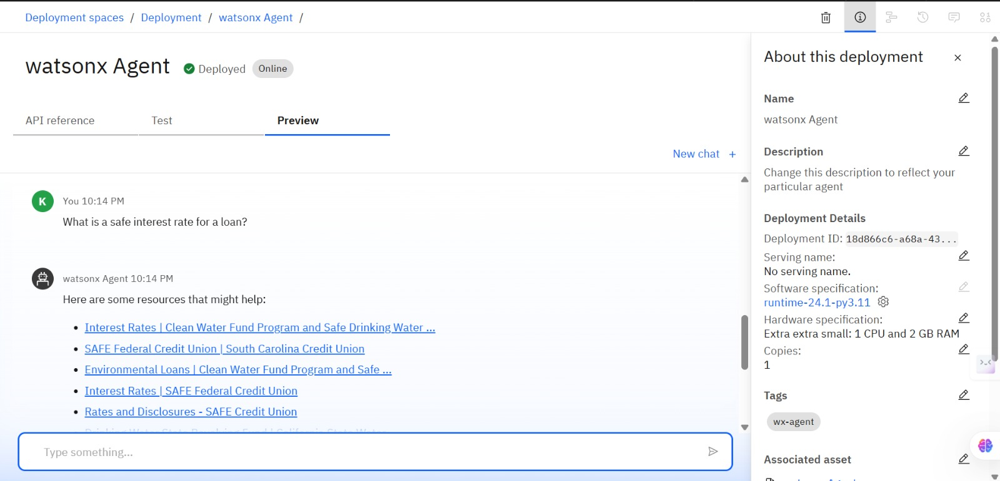 Deployment spaces / Deployment / watsonx Agent /
watsonx Agent Deployed Online
API reference Test Preview
New chat +
K You 10:14 PM
What is a safe interest rate for a loan?
watsonx Agent 10:14 PM
Here are some resources that might help:
• Interest Rates | Clean Water Fund Program and Safe Drinking Water ...
• SAFE Federal Credit Union | South Carolina Credit Union
• Environmental Loans | Clean Water Fund Program and Safe ...
• Interest Rates | SAFE Federal Credit Union
• Rates and Disclosures - SAFE Credit Union
Type something...
About this deployment
Name
watsonx Agent
Description
Change this description to reflect your
particular agent
Deployment Details
Deployment ID: 18d866c6-a68a-43...
Serving name:
No serving name.
Software specification:
runtime-24.1-py3.11
Hardware specification:
Extra extra small: 1 CPU and 2 GB RAM
Copies:
1
Tags
wx-agent
Associated asset